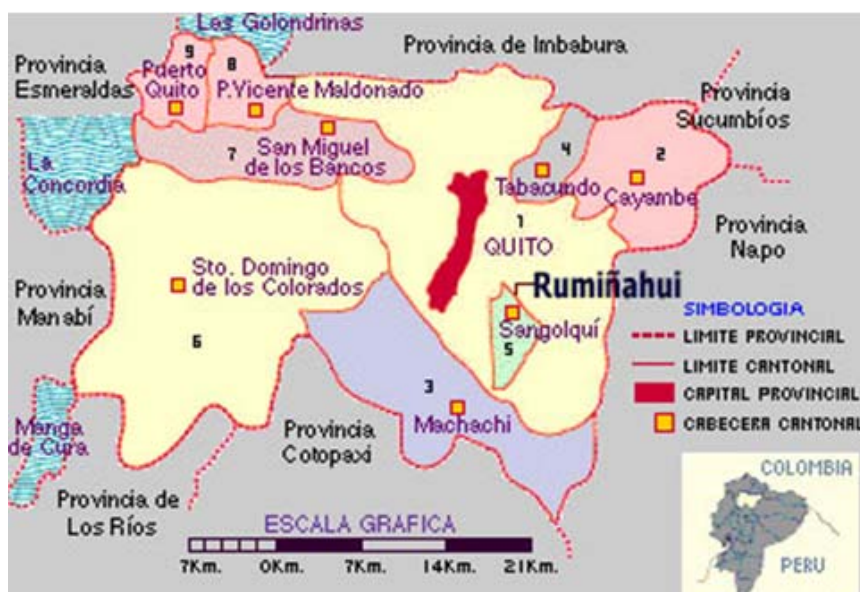 Las Golondrinas
Provincia de Imbabura
Provincia
Esmeraldas
9
Puerto
Quito
8
P. Vicente Maldonado
Provincia
Sucumbíos
La
Concordia
7
San Miguel
de los Bancos
4
Tabacundo
2
Cayambe
1
QUITO
Provincia
Napo
Sto. Domingo
de los Colorados
Rumiñahui
Provincia
Manabí
6
Sangolquí
5
SIMBOLOGIA
LIMITE PROVINCIAL
LIMITE CANTONAL
CAPITAL PROVINCIAL
CABECERA CANTONAL
3
Machachi
Manga
de Cura
Provincia
Cotopaxi
Provincia de
Los Ríos
ESCALA GRAFICA
7Km. 0Km. 7Km. 14Km. 21Km.
COLOMBIA
PERU